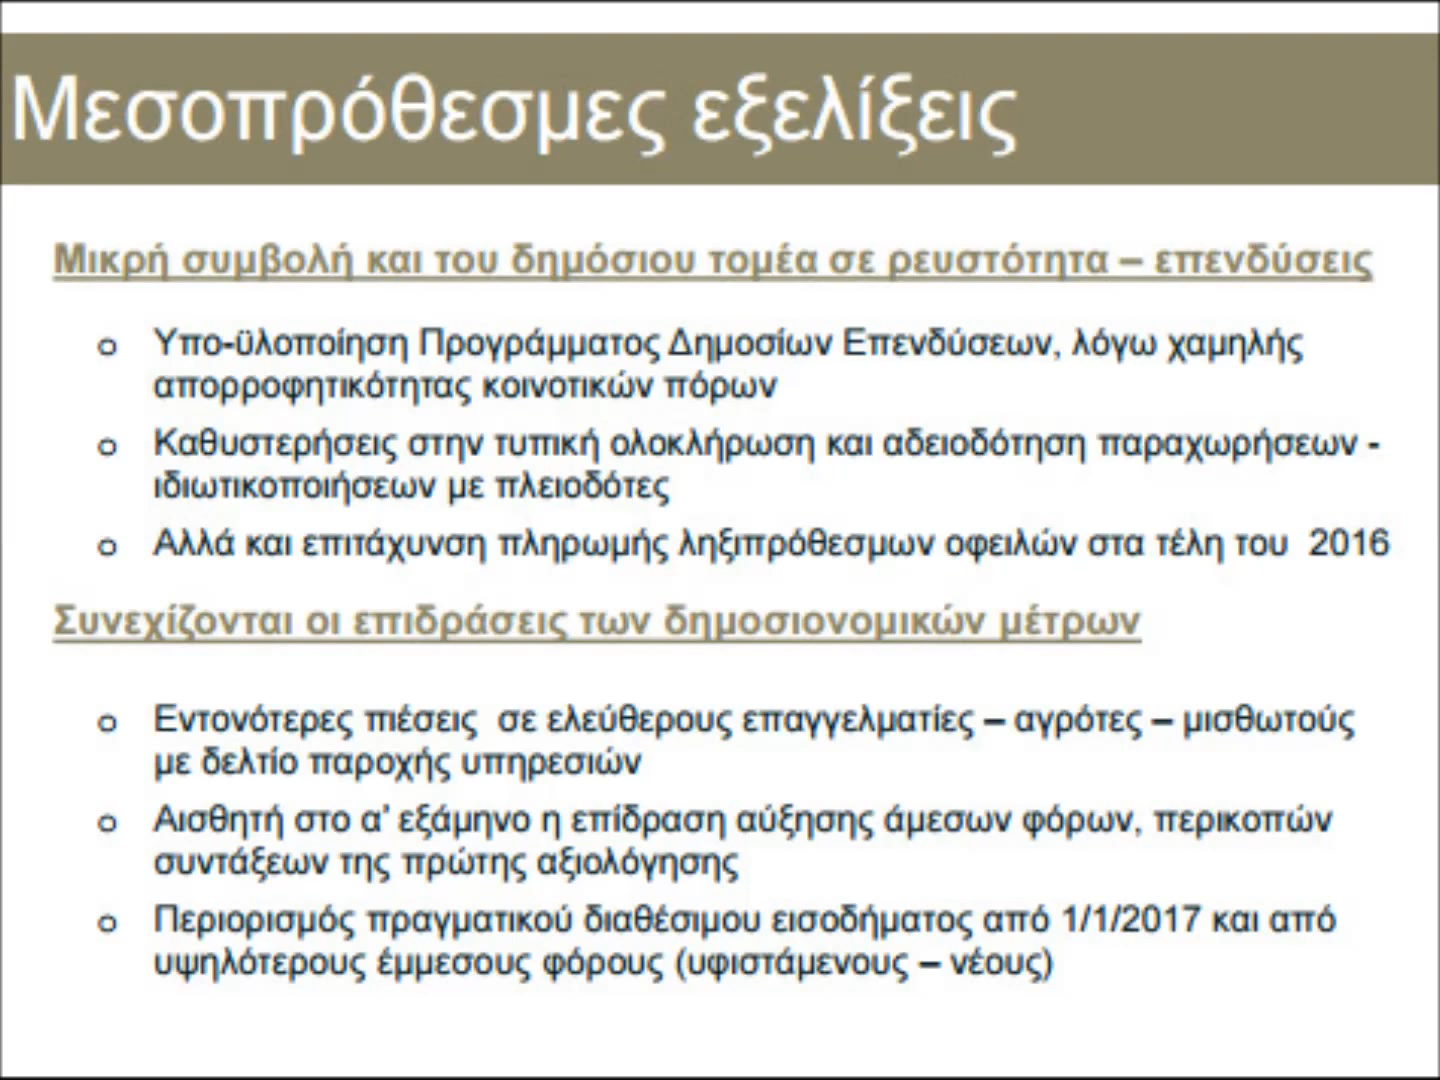 Μεσοπρόθεσμες εξελίξεις
Μικρή συμβολή και του δημόσιου τομέα σε ρευστότητα – επενδύσεις
o Υπο-ϋλοποίηση Προγράμματος Δημοσίων Επενδύσεων, λόγω χαμηλής
απορροφητικότητας κοινοτικών πόρων
o Καθυστερήσεις στην τυπική ολοκλήρωση και αδειοδότηση παραχωρήσεων -
ιδιωτικοποιήσεων με πλειοδότες
o Αλλά και επιτάχυνση πληρωμής ληξιπρόθεσμων οφειλών στα τέλη του 2016
Συνεχίζονται οι επιδράσεις των δημοσιονομικών μέτρων
o Εντονότερες πιέσεις σε ελεύθερους επαγγελματίες – αγρότες – μισθωτούς
με δελτίο παροχής υπηρεσιών
o Αισθητή στο α' εξάμηνο η επίδραση αύξησης άμεσων φόρων, περικοπών
συντάξεων της πρώτης αξιολόγησης
o Περιορισμός πραγματικού διαθέσιμου εισοδήματος από 1/1/2017 και από
υψηλότερους έμμεσους φόρους (υφιστάμενους – νέους)